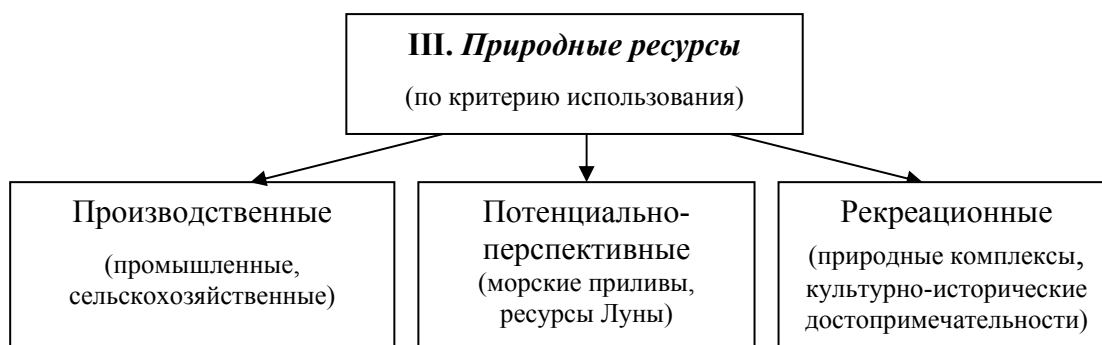 III. Природные ресурсы
(по критерию использования)
Производственные
(промышленные,
сельскохозяйственные)
Потенциально-
перспективные
(морские приливы,
ресурсы Луны)
Рекреационные
(природные комплексы,
культурно-исторические
достопримечательности)